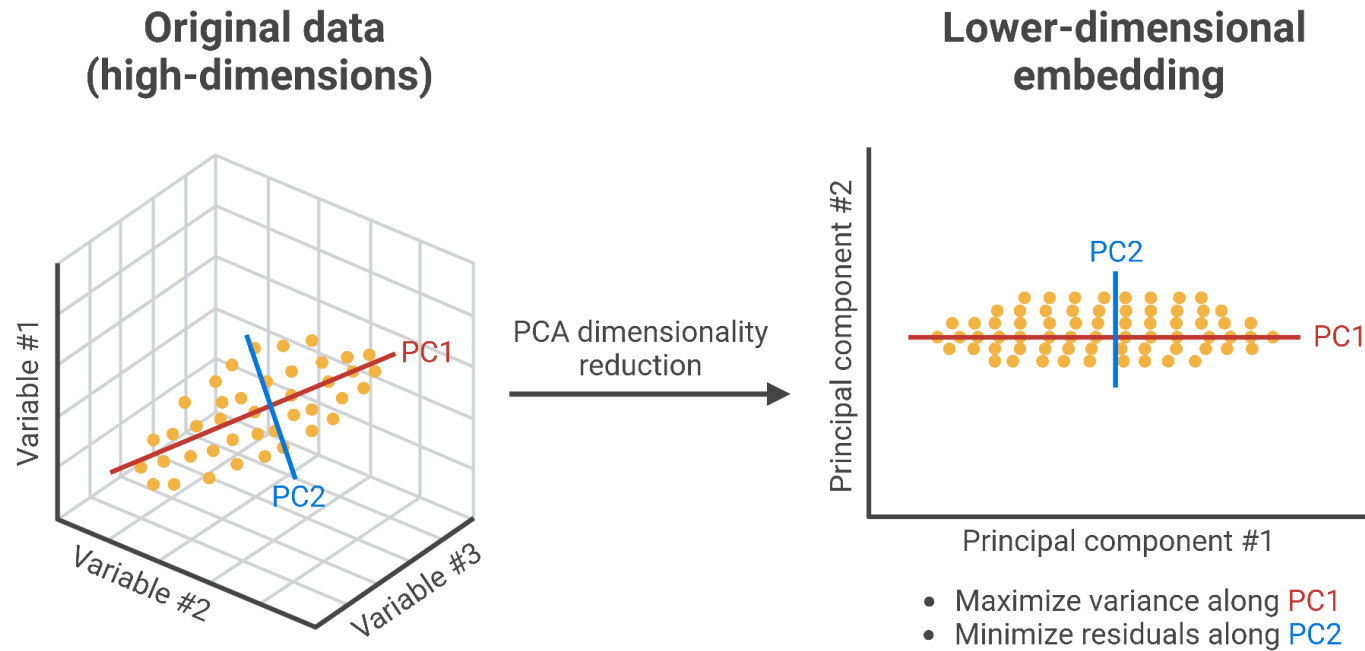 Original data
(high-dimensions)
Lower-dimensional
embedding
Variable #1
Variable #2
Variable #3
PC1
PC2
PCA dimensionality
reduction
Principal component #2
PC2
PC1
Principal component #1
• Maximize variance along PC1
• Minimize residuals along PC2